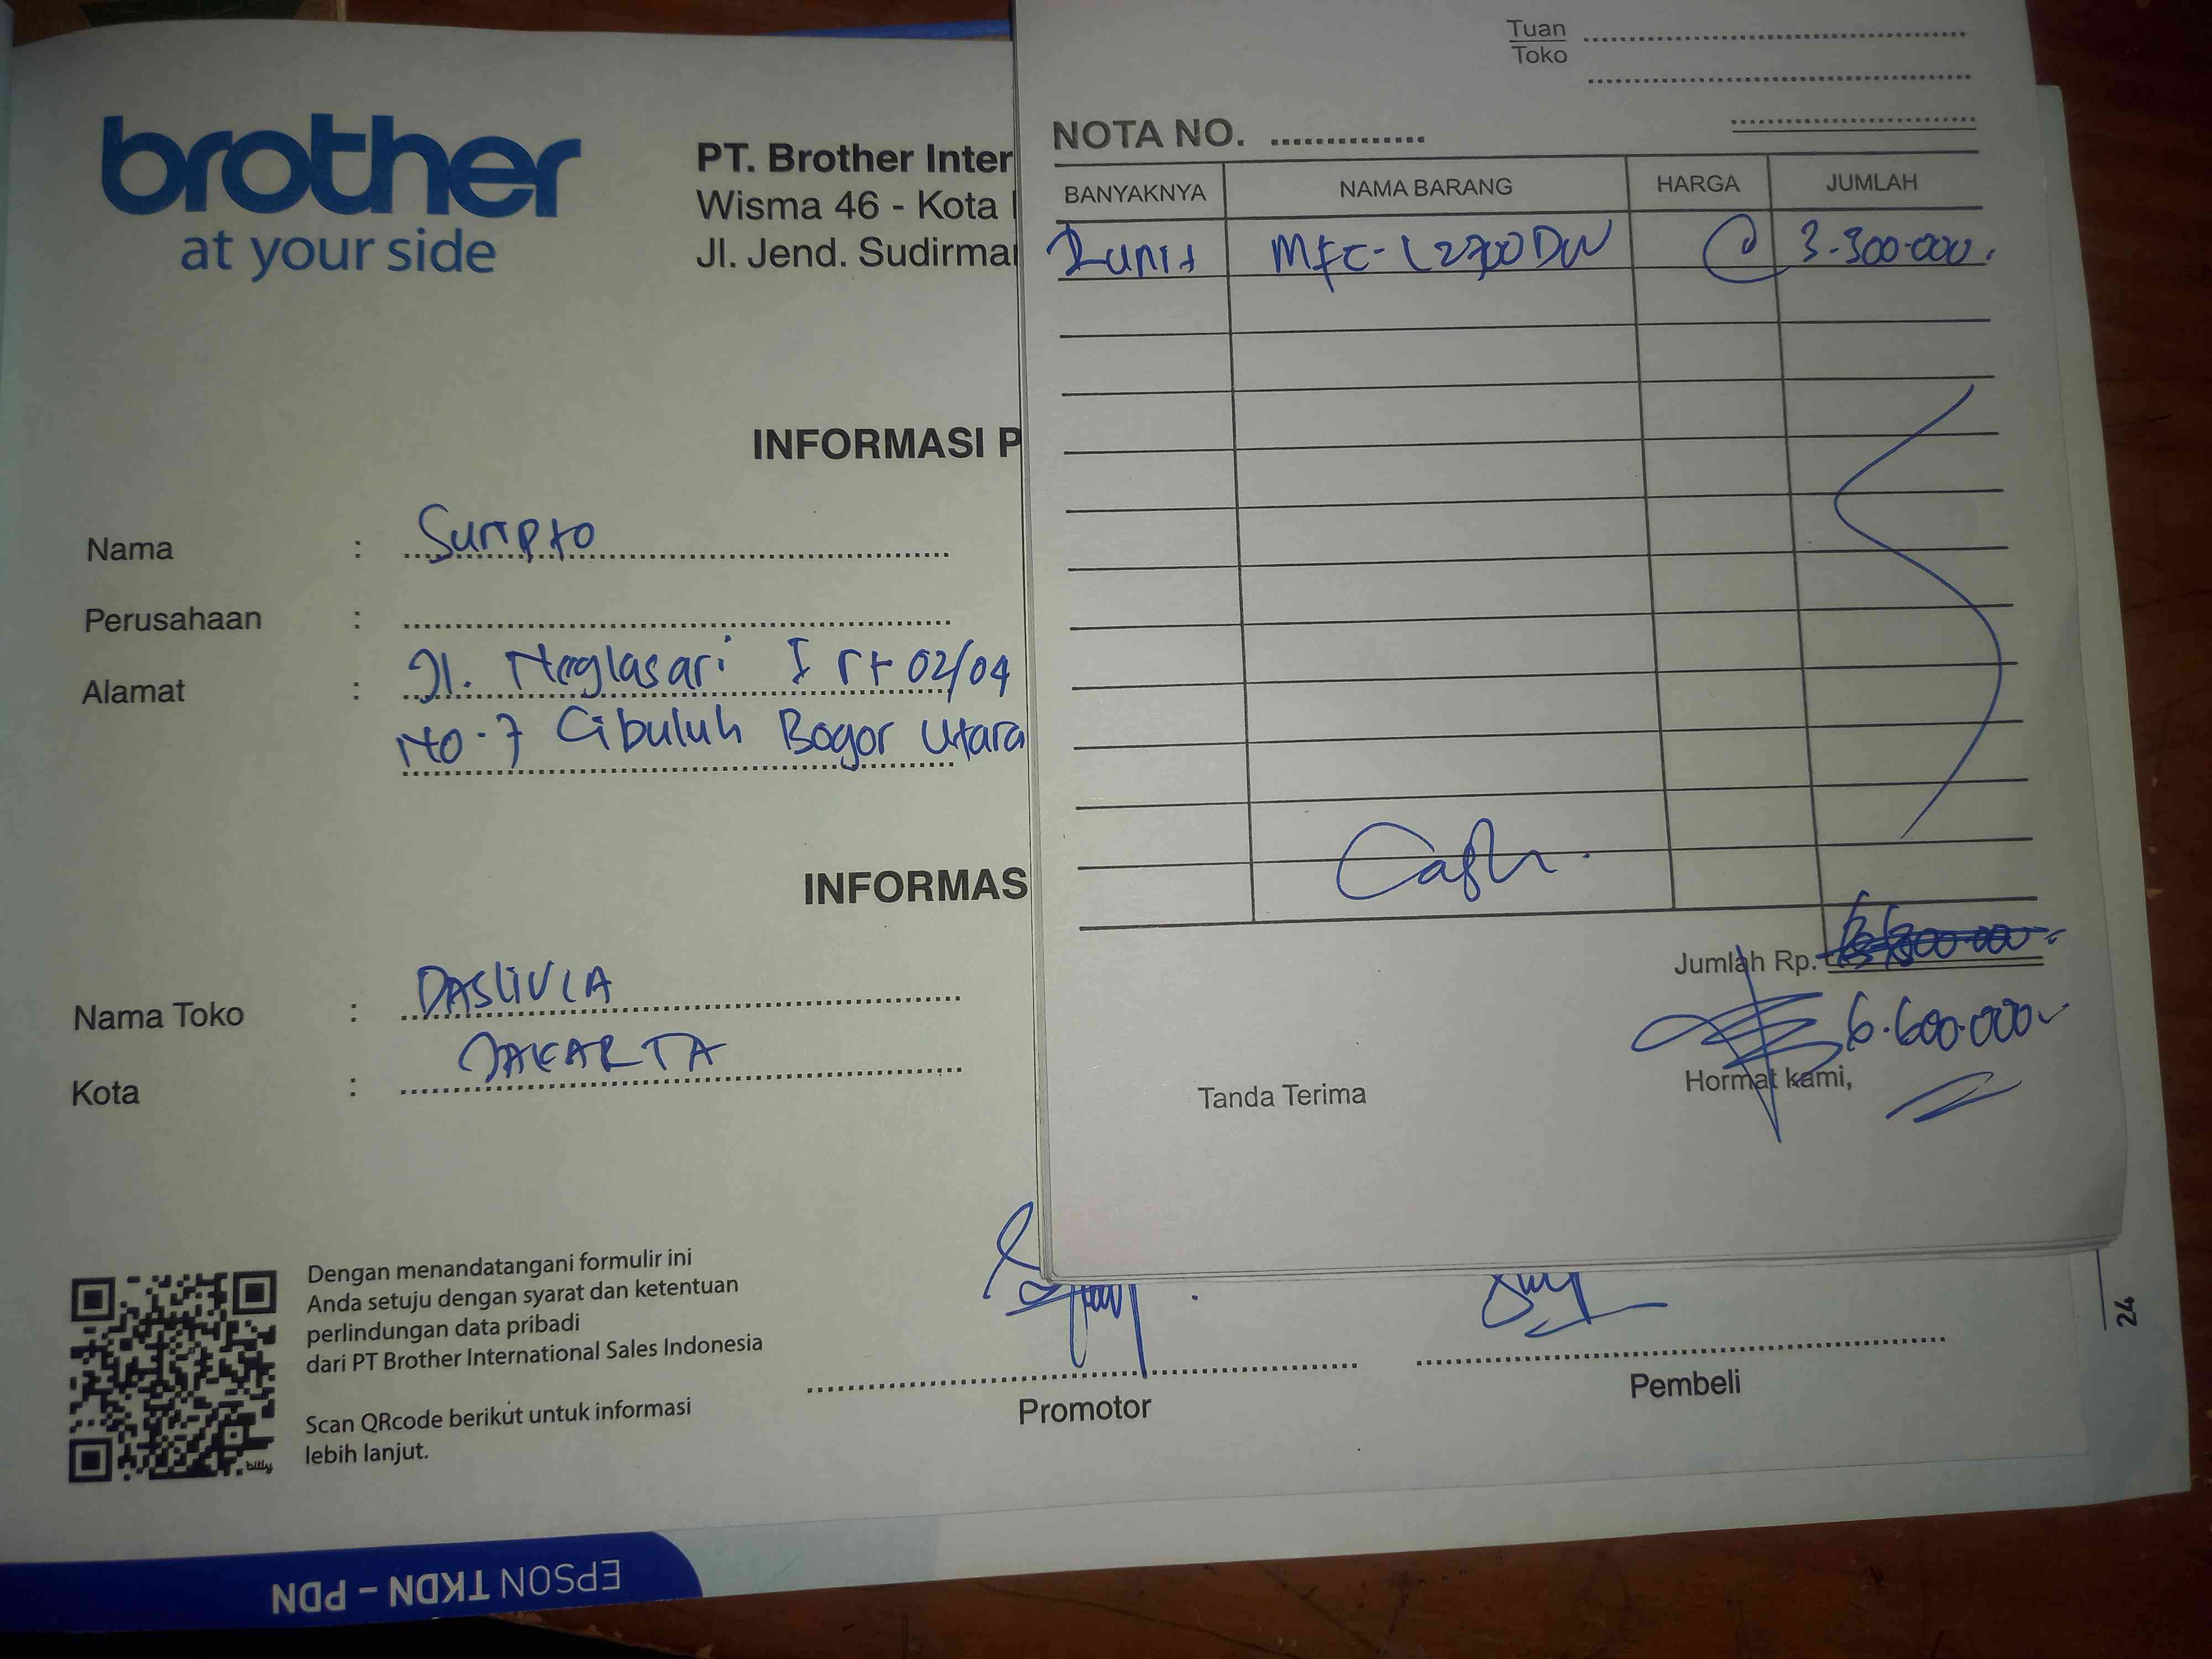 brother
at your side
PT. Brother Inter
Wisma 46 - Kota
Jl. Jend. Sudirma
INFORMASI P
Nama : Suripto
Perusahaan :
Alamat : Jl. Neglasari I rt 02/04
No. 7 Cibuluh Bogor Utara
INFORMAS
Nama Toko : DASLIVIA
Kota : JAKARTA
Dengan menandatangani formulir ini
Anda setuju dengan syarat dan ketentuan
perlindungan data pribadi
dari PT Brother International Sales Indonesia
Scan QRcode berikut untuk informasi
lebih lanjut.
billy
Promotor
Pembeli
Tuan
Toko
NOTA NO.
BANYAKNYA NAMA BARANG HARGA JUMLAH
2 unit MFC-L2700DW @ 3.300.000.
Cash.
Jumlah Rp.
6.600.000
Tanda Terima
Hormat kami,
24
EPSON TKDN – PDN